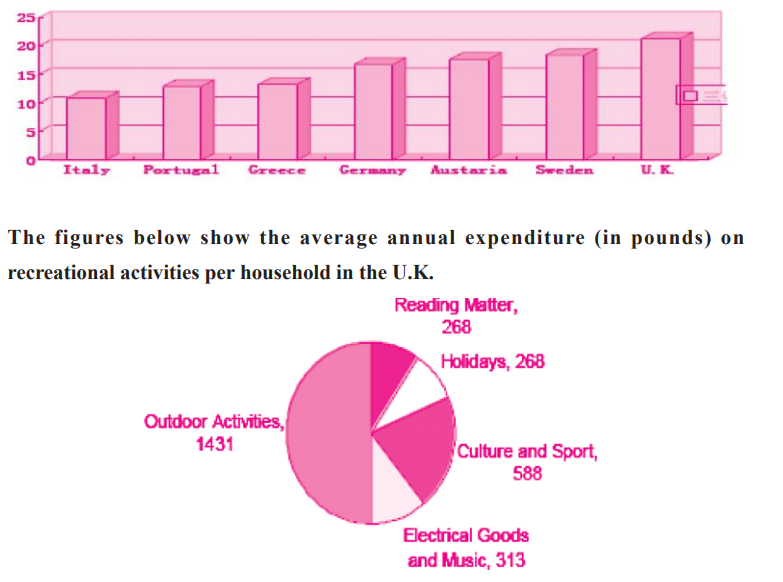 25
20
15
10
5
0
Italy Portugal Greece Germany Austaria Sweden U.K.
The figures below show the average annual expenditure (in pounds) on
recreational activities per household in the U.K.
Reading Matter,
268
Holidays, 268
Outdoor Activities,
1431
Culture and Sport,
588
Electrical Goods
and Music, 313